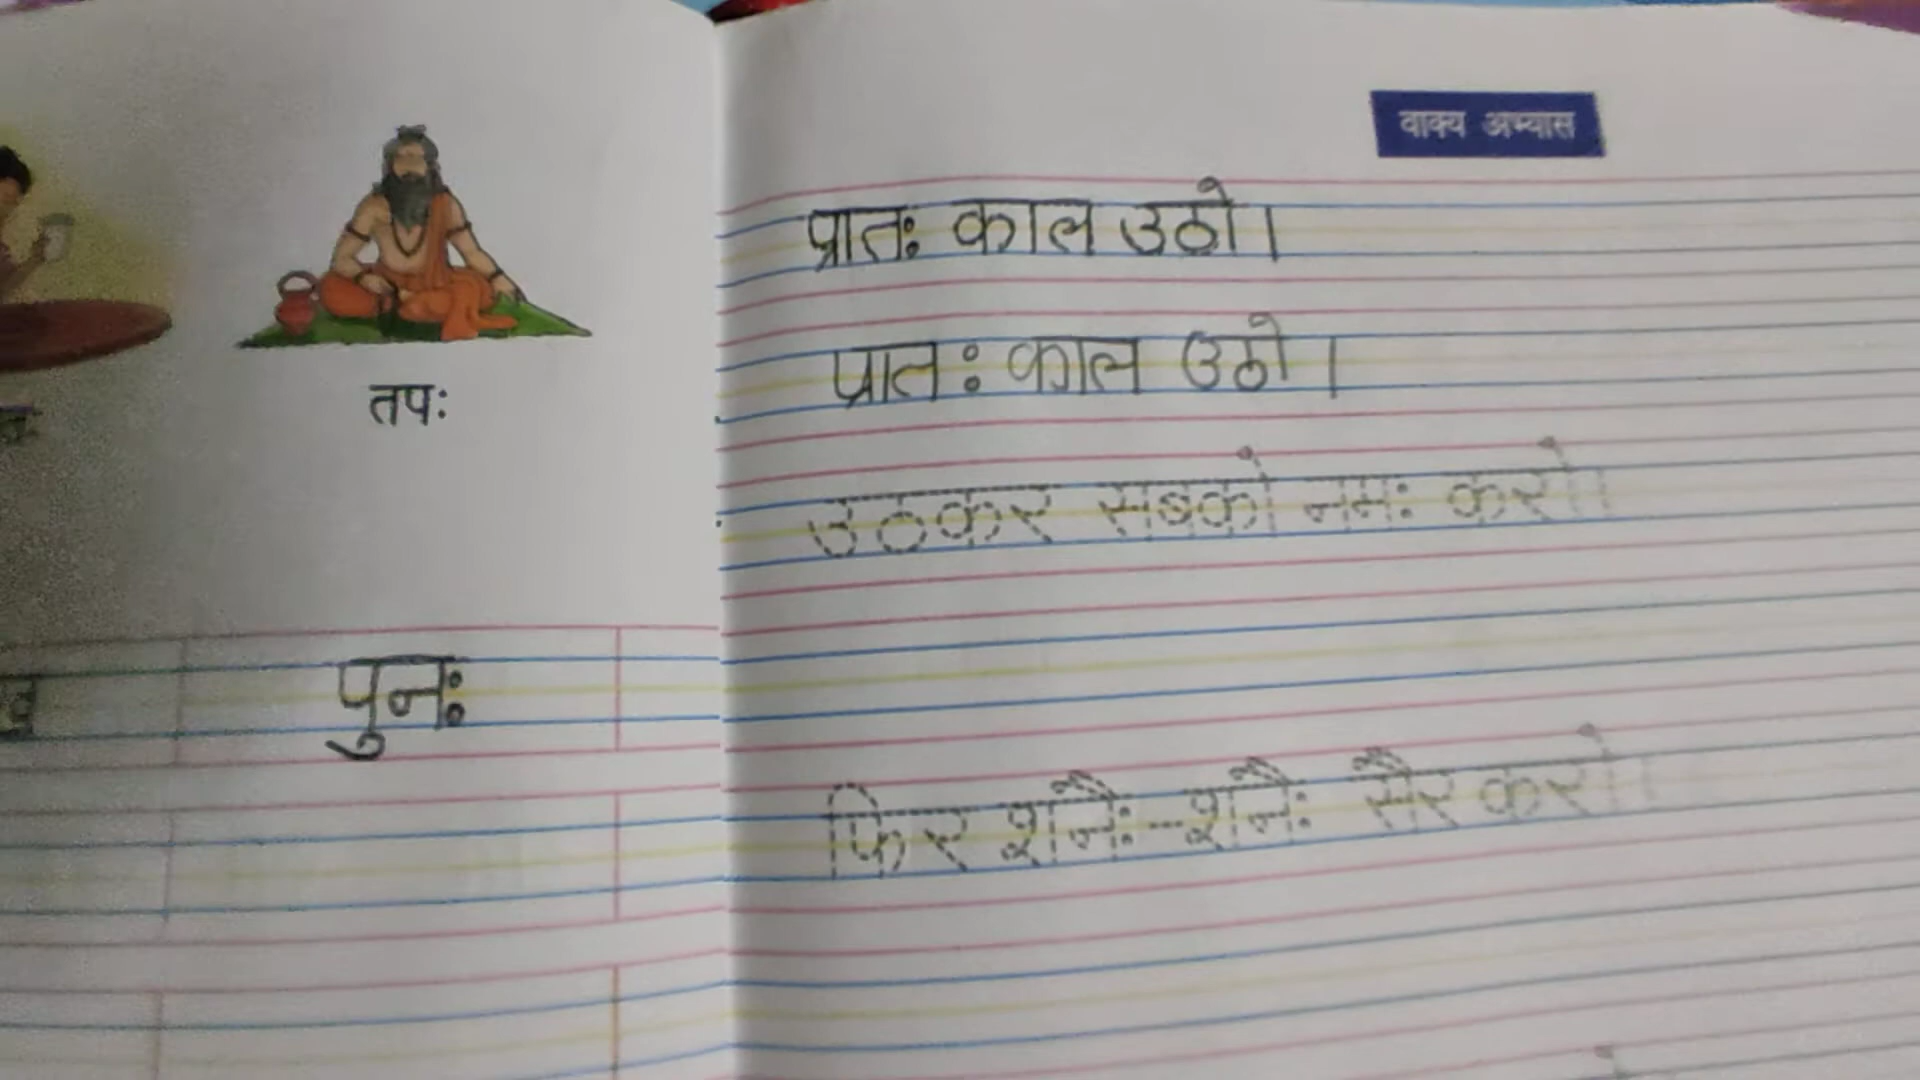 तपः
पुनः
वाक्य अभ्यास
प्रातः काल उठो।
प्रातः काल उठो।
उठकर सबको नमः करो।
फिर शनैः-शनैः सैर करो।